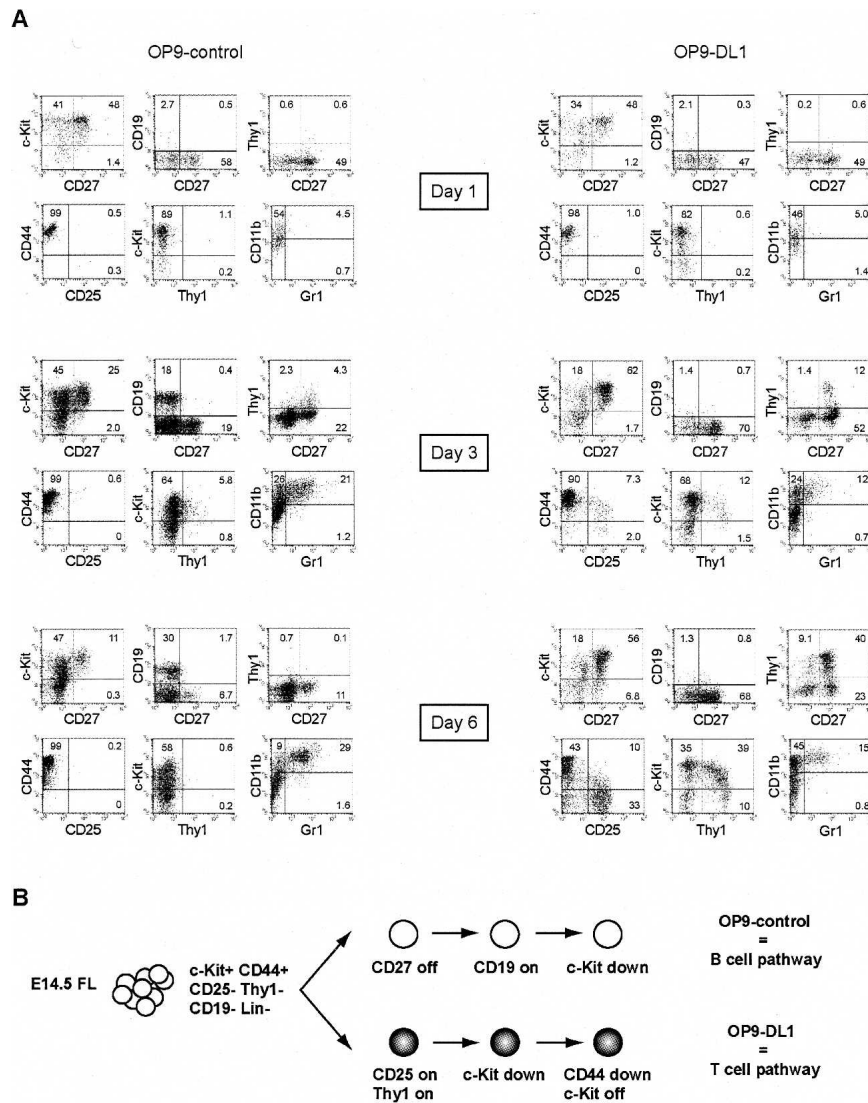 A
OP9-control
OP9-DL1
41 48 1.4
c-Kit
CD27
2.7 0.5 58
CD19
CD27
0.6 0.6 49
Thy1
CD27
34 48 1.2
c-Kit
CD27
2.1 0.3 47
CD19
CD27
0.2 0.6 49
Thy1
CD27
Day 1
99 0.5 0.3
CD44
CD25
89 1.1 0.2
c-Kit
Thy1
54 4.5 0.7
CD11b
Gr1
98 1.0 0
CD44
CD25
82 0.6 0.2
c-Kit
Thy1
46 5.0 1.4
CD11b
Gr1
45 25 2.0
c-Kit
CD27
18 0.4 19
CD19
CD27
2.3 4.3 22
Thy1
CD27
18 62 1.7
c-Kit
CD27
1.4 0.7 70
CD19
CD27
1.4 12 52
Thy1
CD27
Day 3
99 0.6 0
CD44
CD25
64 5.8 0.8
c-Kit
Thy1
26 21 1.2
CD11b
Gr1
90 7.3 2.0
CD44
CD25
68 12 1.5
c-Kit
Thy1
24 12 0.7
CD11b
Gr1
47 11 0.3
c-Kit
CD27
30 1.7 6.7
CD19
CD27
0.7 0.1 11
Thy1
CD27
18 56 6.8
c-Kit
CD27
1.3 0.8 68
CD19
CD27
9.1 40 23
Thy1
CD27
Day 6
99 0.2 0
CD44
CD25
58 0.6 0.2
c-Kit
Thy1
9 29 1.6
CD11b
Gr1
43 10 33
CD44
CD25
35 39 10
c-Kit
Thy1
45 15 0.8
CD11b
Gr1
B
E14.5 FL
c-Kit+ CD44+
CD25- Thy1-
CD19- Lin-
CD27 off
CD19 on
c-Kit down
OP9-control
=
B cell pathway
CD25 on
Thy1 on
c-Kit down
CD44 down
c-Kit off
OP9-DL1
=
T cell pathway